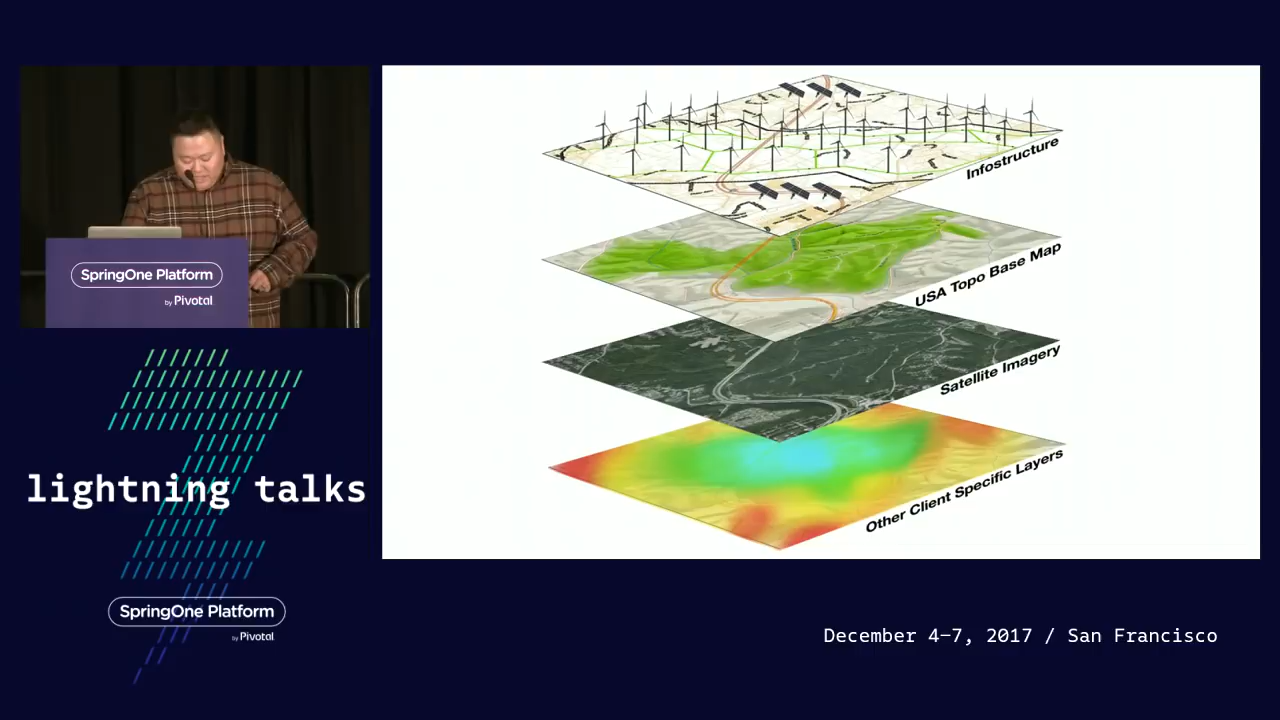 SpringOne Platform
by Pivotal
lightning talks
SpringOne Platform
by Pivotal
Infostructure
USA Topo Base Map
Satellite Imagery
Other Client Specific Layers
December 4–7, 2017 / San Francisco